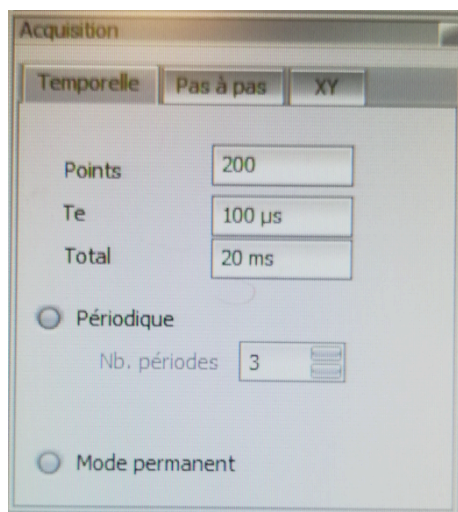 Acquisition
Temporelle Pas à pas XY
Points 200
Te 100 µs
Total 20 ms
Périodique
Nb. périodes 3
Mode permanent